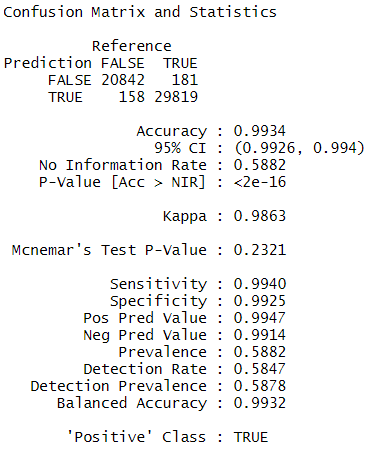 Confusion Matrix and Statistics
Reference
Prediction FALSE TRUE
FALSE 20842 181
TRUE 158 29819
Accuracy : 0.9934
95% CI : (0.9926, 0.994)
No Information Rate : 0.5882
P-Value [Acc > NIR] : <2e-16
Kappa : 0.9863
Mcnemar's Test P-Value : 0.2321
Sensitivity : 0.9940
Specificity : 0.9925
Pos Pred Value : 0.9947
Neg Pred Value : 0.9914
Prevalence : 0.5882
Detection Rate : 0.5847
Detection Prevalence : 0.5878
Balanced Accuracy : 0.9932
'Positive' Class : TRUE